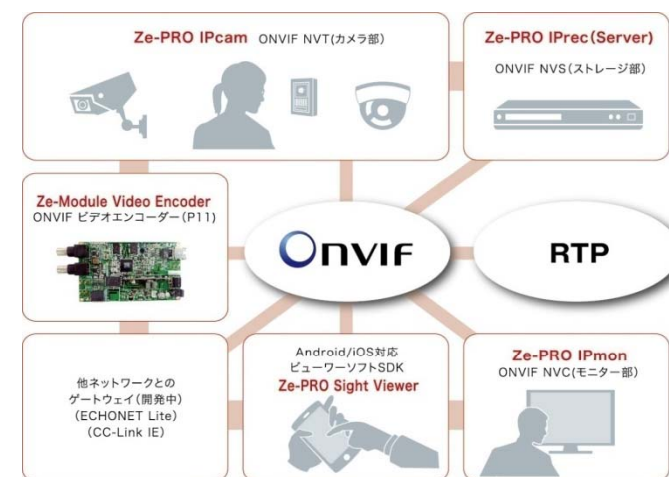 Ze-PRO IPcam ONVIF NVT(カメラ部)
Ze-PRO IPrec(Server)
ONVIF NVS(ストレージ部)
Ze-Module Video Encoder
ONVIF ビデオエンコーダー(P11)
ONVIF
RTP
他ネットワークとの
ゲートウェイ(開発中)
(ECHONET Lite)
(CC-Link IE)
Android/iOS対応
ビューワーソフトSDK
Ze-PRO Sight Viewer
Ze-PRO IPmon
ONVIF NVC(モニター部)